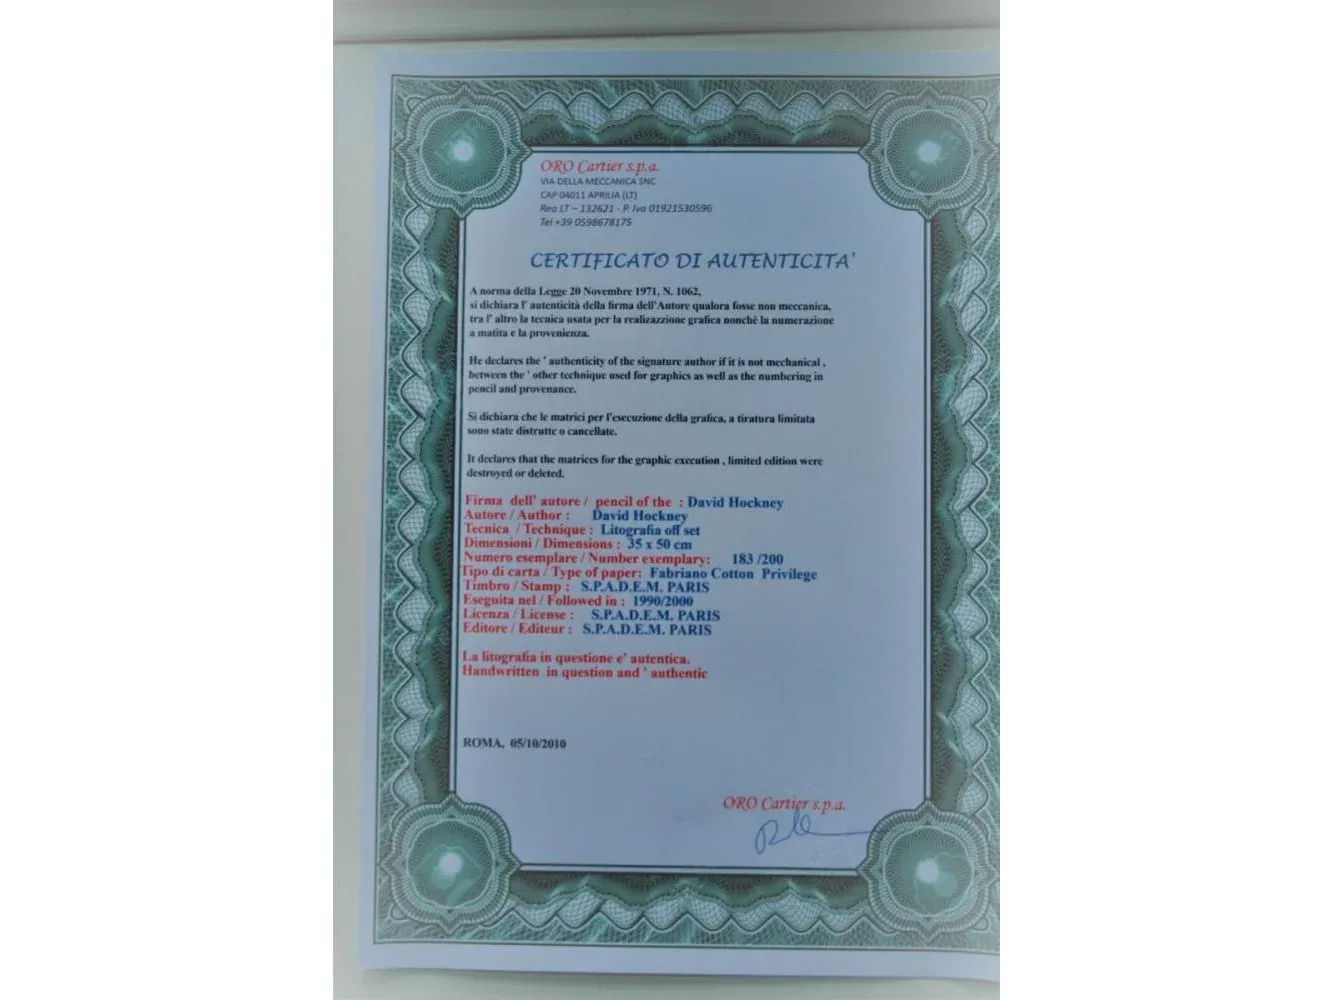 ORO Cartier s.p.a.
VIA DELLA MECCANICA SNC
CAP 04011 APRILIA (LT)
Rea LT – 132621 - P. Iva 01921530596
Tel +39 0598678175
CERTIFICATO DI AUTENTICITA'
A norma della Legge 20 Novembre 1971, N. 1062,
si dichiara l' autenticità della firma dell'Autore qualora fosse non meccanica,
tra l' altro la tecnica usata per la realizazzione grafica nonchè la numerazione
a matita e la provenienza.
He declares the ' authenticity of the signature author if it is not mechanical ,
between the ' other technique used for graphics as well as the numbering in
pencil and provenance.
Si dichiara che le matrici per l'esecuzione della grafica, a tiratura limitata
sono state distrutte o cancellate.
It declares that the matrices for the graphic execution , limited edition were
destroyed or deleted.
Firma dell' autore / pencil of the : David Hockney
Autore / Author : David Hockney
Tecnica / Technique : Litografia off set
Dimensioni / Dimensions : 35 x 50 cm
Numero esemplare / Number exemplary: 183 /200
Tipo di carta / Type of paper: Fabriano Cotton Privilege
Timbro / Stamp : S.P.A.D.E.M. PARIS
Eseguita nel / Followed in : 1990/2000
Licenza / License : S.P.A.D.E.M. PARIS
Editore / Editeur : S.P.A.D.E.M. PARIS
La litografia in questione e' autentica.
Handwritten in question and ' authentic
ROMA, 05/10/2010
ORO Cartier s.p.a.